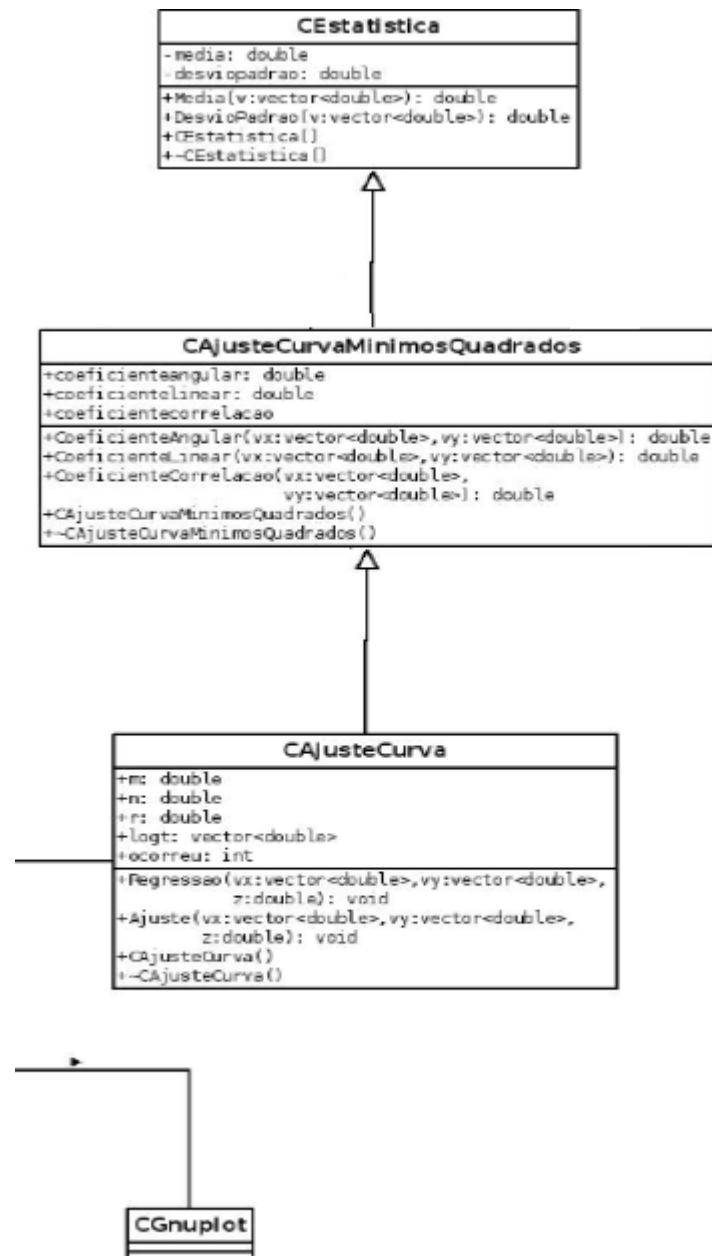 CEstatistica
-media: double
-desviopadrao: double
+Media(v:vector<double>): double
+DesvioPadrao(v:vector<double>): double
+CEstatistica()
+~CEstatistica()
CAjusteCurvaMinimosQuadrados
+coeficienteangular: double
+coeficientelinear: double
+coeficientecorrelacao
+CoeficienteAngular(vx:vector<double>,vy:vector<double>): double
+CoeficienteLinear(vx:vector<double>,vy:vector<double>): double
+CoeficienteCorrelacao(vx:vector<double>,
vy:vector<double>): double
+CAjusteCurvaMinimosQuadrados()
+~CAjusteCurvaMinimosQuadrados()
CAjusteCurva
+m: double
+n: double
+r: double
+logt: vector<double>
+ocorreu: int
+Regressao(vx:vector<double>,vy:vector<double>,
z:double): void
+Ajuste(vx:vector<double>,vy:vector<double>,
z:double): void
+CAjusteCurva()
+~CAjusteCurva()
CGnuplot